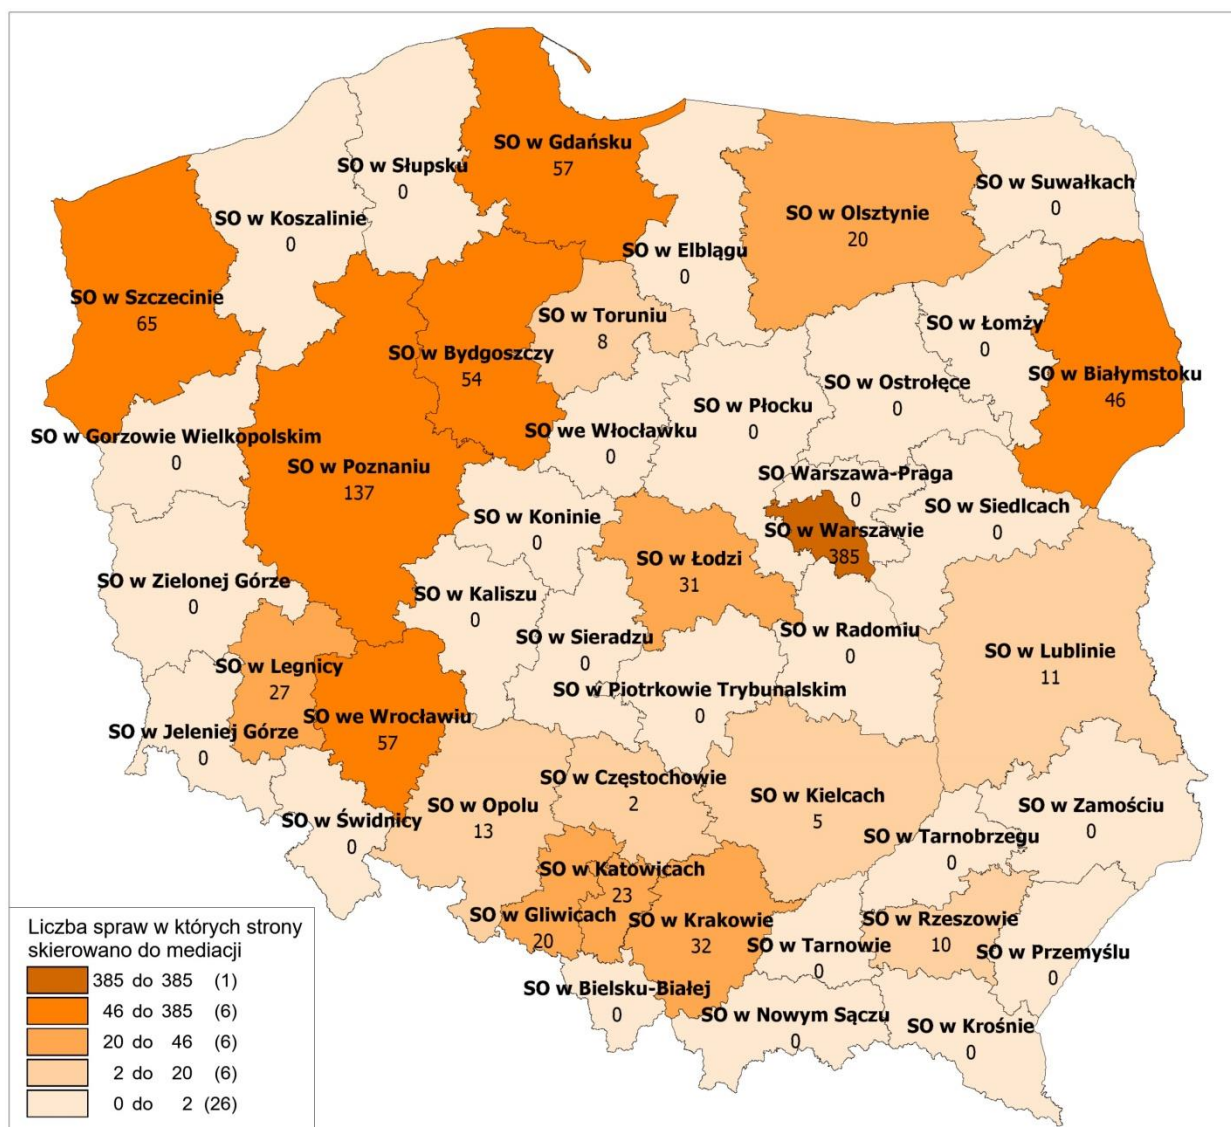 SO w Gdańsku
57
SO w Słupsku
0
SO w Suwałkach
0
SO w Koszalinie
0
SO w Olsztynie
20
SO w Elblągu
0
SO w Szczecinie
65
SO w Toruniu
8
SO w Łomży
0
SO w Bydgoszczy
54
SO w Białymstoku
46
SO w Ostrołęce
0
SO w Płocku
0
SO w Gorzowie Wielkopolskim
0
SO we Włocławku
0
SO w Poznaniu
137
SO Warszawa-Praga
0
SO w Siedlcach
0
SO w Koninie
0
SO w Warszawie
385
SO w Łodzi
31
SO w Zielonej Górze
0
SO w Kaliszu
0
SO w Radomiu
0
SO w Sieradzu
0
SO w Lublinie
11
SO w Legnicy
27
SO w Piotrkowie Trybunalskim
0
SO we Wrocławiu
57
SO w Jeleniej Górze
0
SO w Częstochowie
2
SO w Kielcach
5
SO w Opolu
13
SO w Zamościu
0
SO w Świdnicy
0
SO w Tarnobrzegu
0
SO w Katowicach
23
SO w Gliwicach
20
SO w Krakowie
32
SO w Rzeszowie
10
SO w Tarnowie
0
SO w Przemyślu
0
SO w Bielsku-Białej
0
SO w Nowym Sączu
0
SO w Krośnie
0
Liczba spraw w których strony
skierowano do mediacji
385 do 385 (1)
46 do 385 (6)
20 do 46 (6)
2 do 20 (6)
0 do 2 (26)